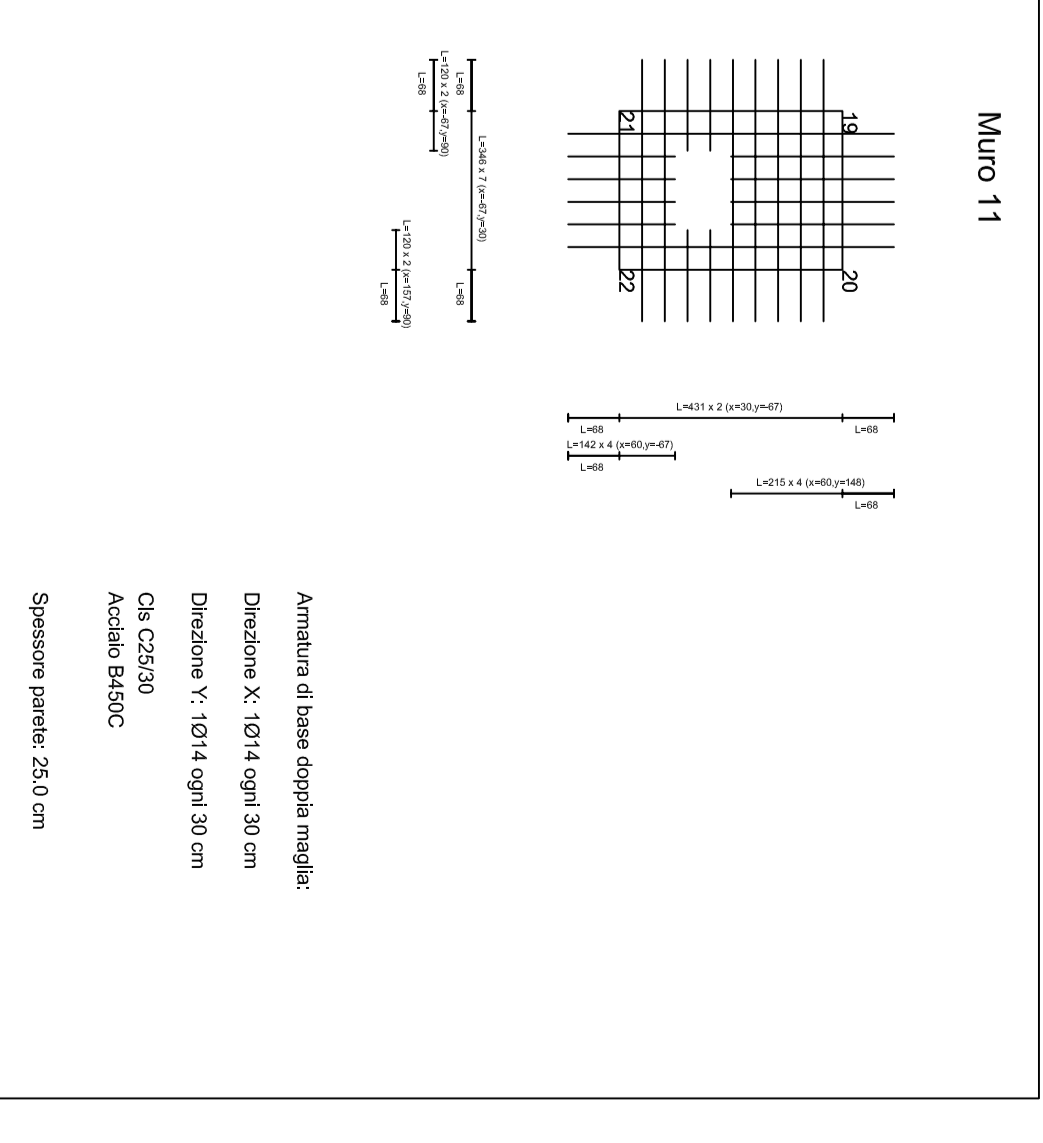 Muro 11
19
20
21
22
L=431 x 2 (x=30,y=-67)
L=68
L=68
L=142 x 4 (x=60,y=-67)
L=68
L=215 x 4 (x=60,y=148)
L=68
L=346 x 7 (x=-67,y=30)
L=68
L=68
L=120 x 2 (x=-67,y=90)
L=68
L=120 x 2 (x=157,y=90)
L=68
Armatura di base doppia maglia:
Direzione X: 1Ø14 ogni 30 cm
Direzione Y: 1Ø14 ogni 30 cm
Cls C25/30
Acciaio B450C
Spessore parete: 25.0 cm